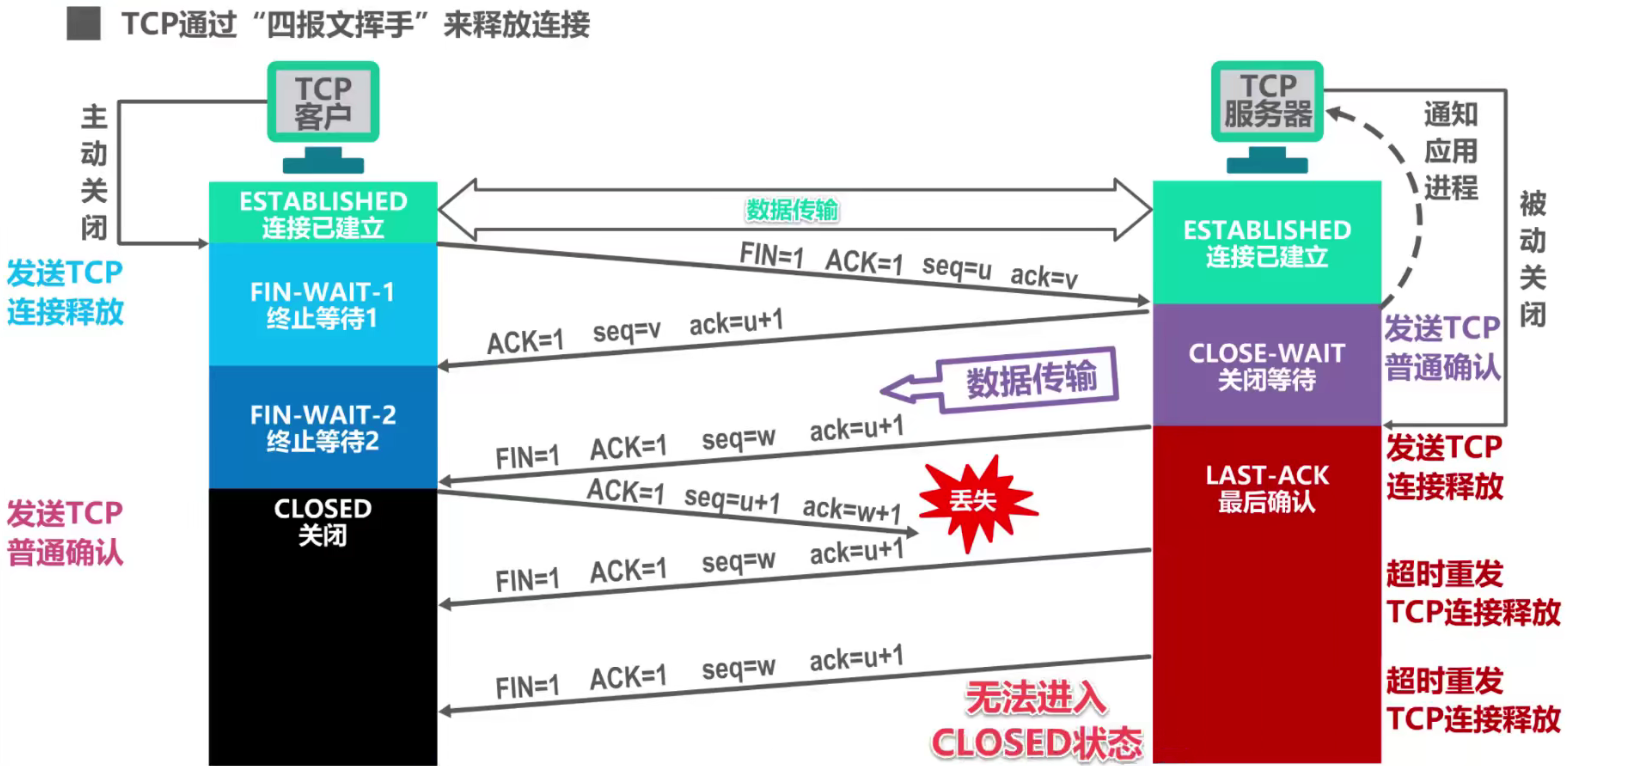 TCP通过“四报文挥手”来释放连接
TCP
客户
TCP
服务器
主
动
关
闭
通知
应用
进程
被
动
关
闭
ESTABLISHED
连接已建立
数据传输
ESTABLISHED
连接已建立
FIN=1 ACK=1 seq=u ack=v
发送TCP
连接释放
FIN-WAIT-1
终止等待1
ACK=1 seq=v ack=u+1
CLOSE-WAIT
关闭等待
发送TCP
普通确认
数据传输
FIN-WAIT-2
终止等待2
FIN=1 ACK=1 seq=w ack=u+1
发送TCP
连接释放
LAST-ACK
最后确认
CLOSED
关闭
发送TCP
普通确认
ACK=1 seq=u+1 ack=w+1
丢失
FIN=1 ACK=1 seq=w ack=u+1
超时重发
TCP连接释放
FIN=1 ACK=1 seq=w ack=u+1
超时重发
TCP连接释放
无法进入
CLOSED状态